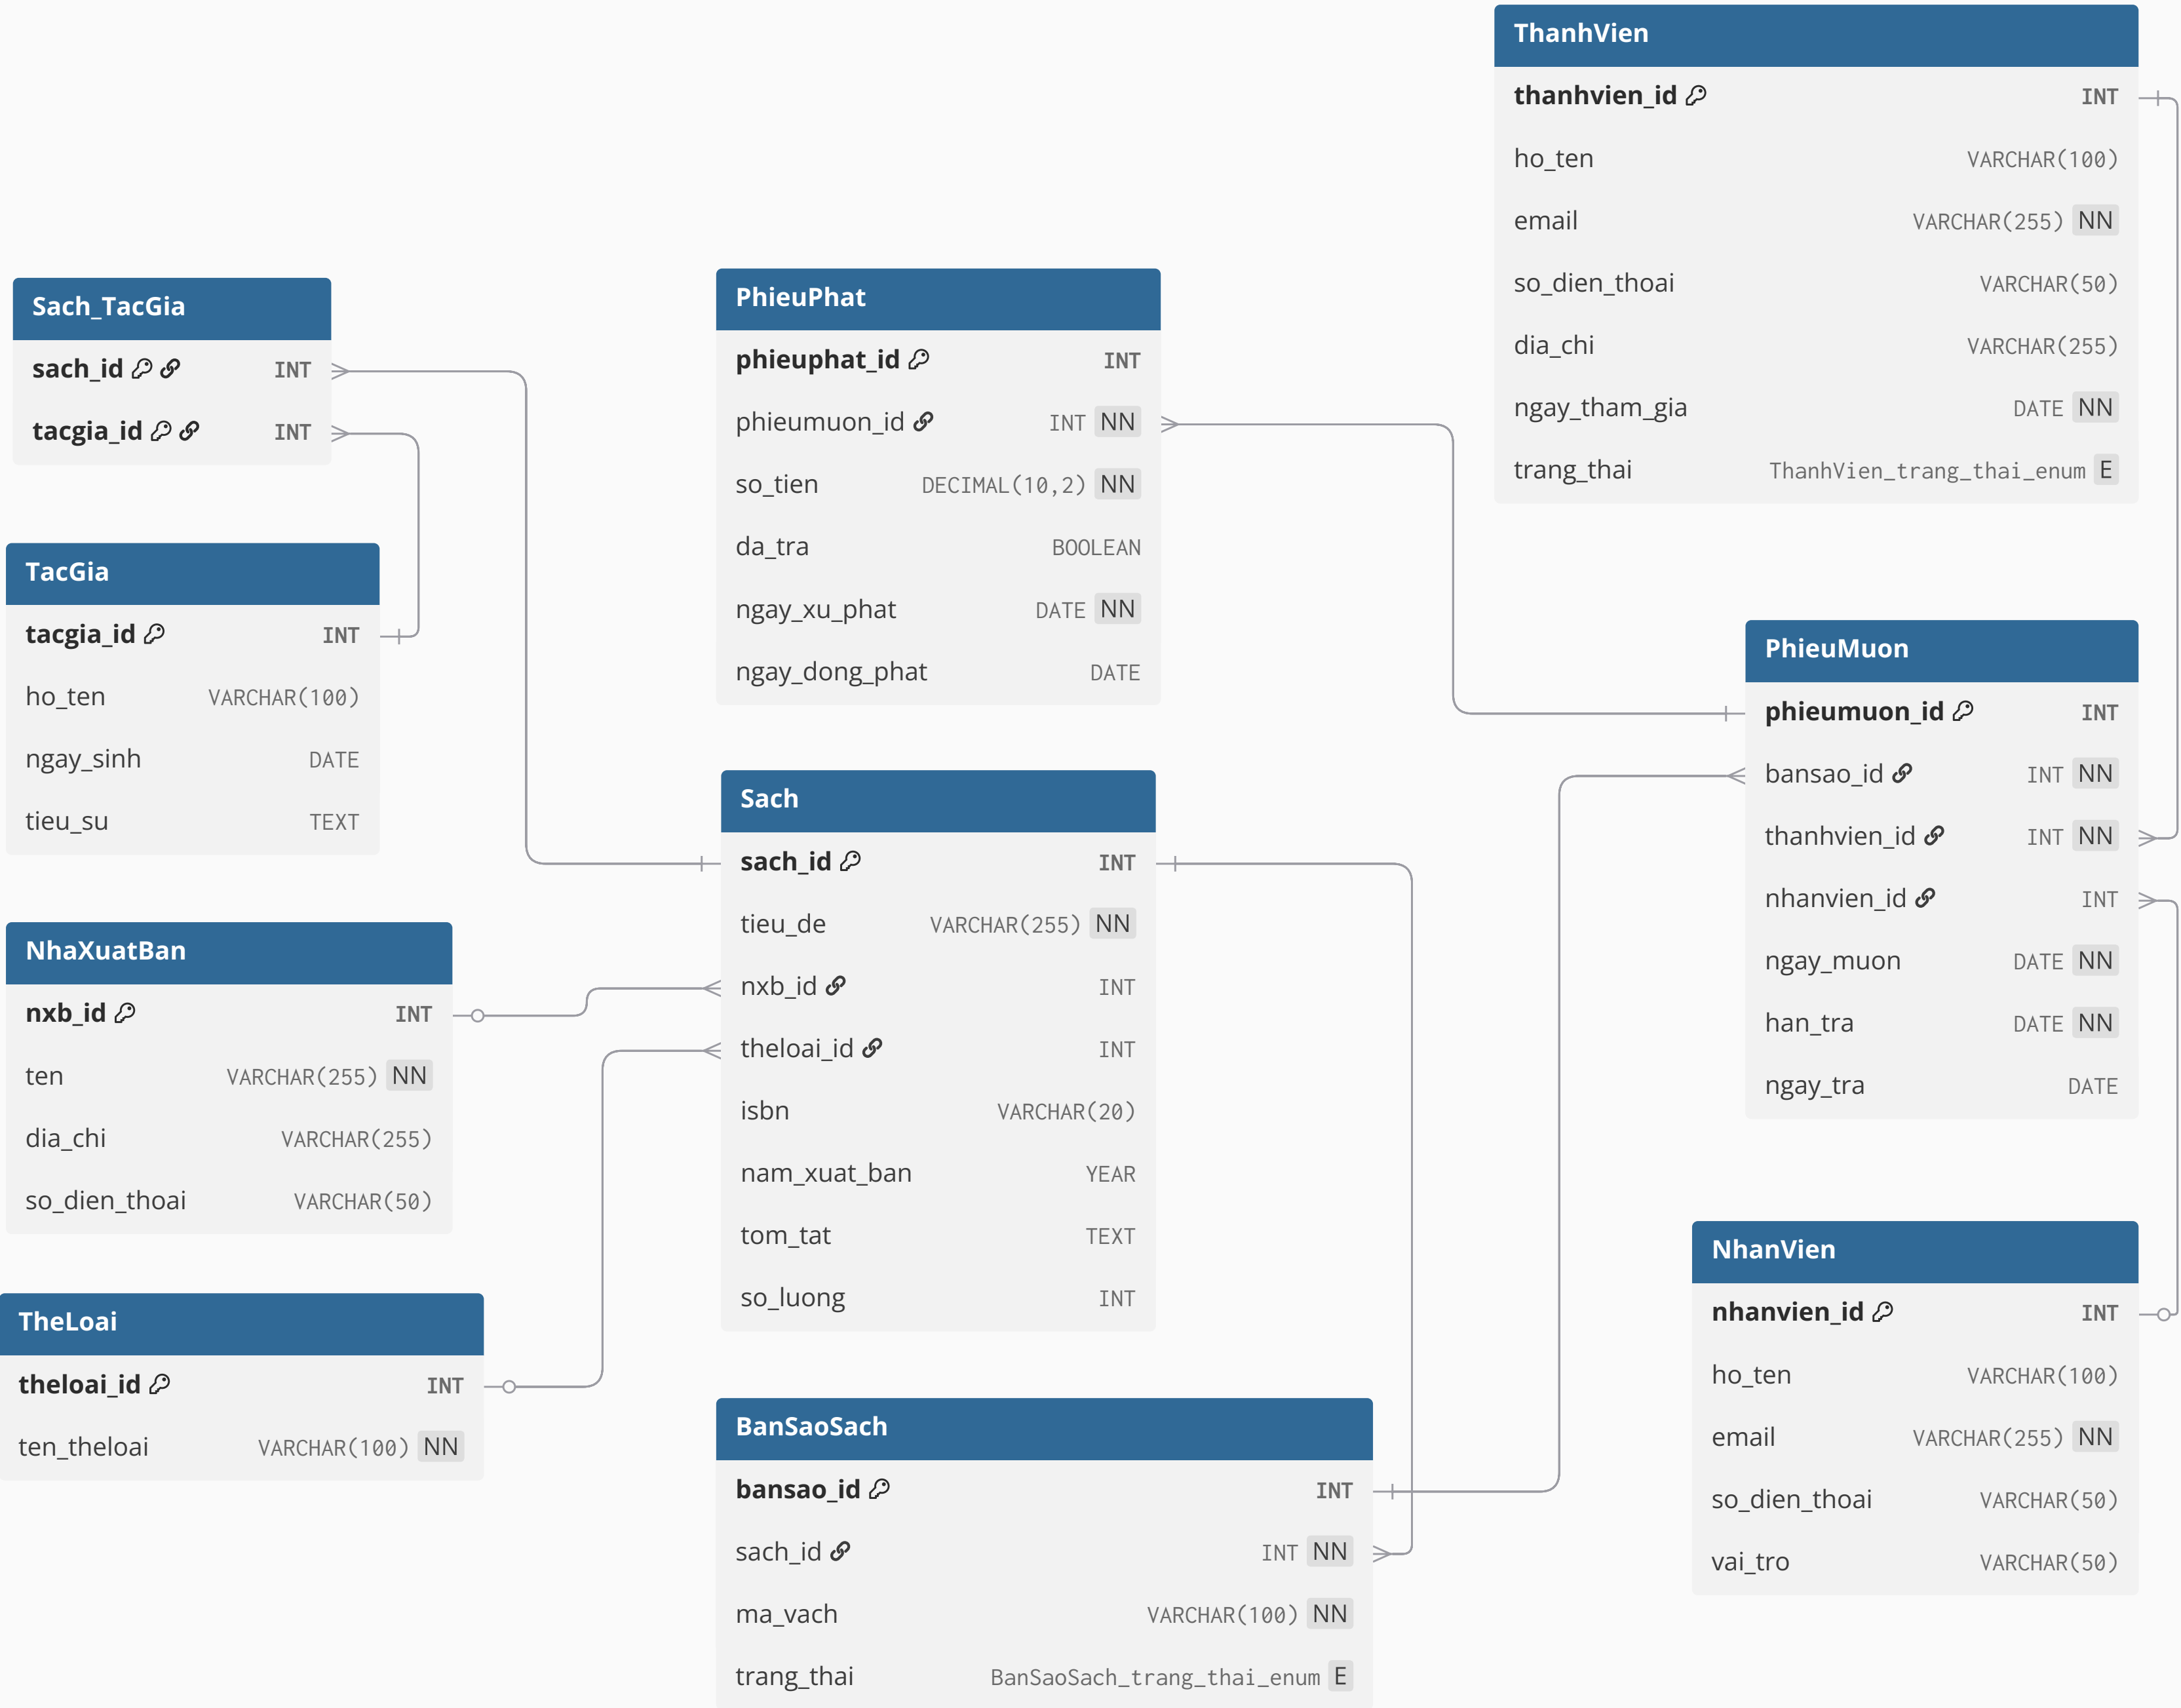 ThanhVien
thanhvien_id INT
ho_ten VARCHAR(100)
email VARCHAR(255) NN
so_dien_thoai VARCHAR(50)
dia_chi VARCHAR(255)
ngay_tham_gia DATE NN
trang_thai ThanhVien_trang_thai_enum E
Sach_TacGia
sach_id INT
tacgia_id INT
PhieuPhat
phieuphat_id INT
phieumuon_id INT NN
so_tien DECIMAL(10,2) NN
da_tra BOOLEAN
ngay_xu_phat DATE NN
ngay_dong_phat DATE
TacGia
tacgia_id INT
ho_ten VARCHAR(100)
ngay_sinh DATE
tieu_su TEXT
PhieuMuon
phieumuon_id INT
bansao_id INT NN
thanhvien_id INT NN
nhanvien_id INT
ngay_muon DATE NN
han_tra DATE NN
ngay_tra DATE
Sach
sach_id INT
tieu_de VARCHAR(255) NN
nxb_id INT
theloai_id INT
isbn VARCHAR(20)
nam_xuat_ban YEAR
tom_tat TEXT
so_luong INT
NhaXuatBan
nxb_id INT
ten VARCHAR(255) NN
dia_chi VARCHAR(255)
so_dien_thoai VARCHAR(50)
TheLoai
theloai_id INT
ten_theloai VARCHAR(100) NN
NhanVien
nhanvien_id INT
ho_ten VARCHAR(100)
email VARCHAR(255) NN
so_dien_thoai VARCHAR(50)
vai_tro VARCHAR(50)
BanSaoSach
bansao_id INT
sach_id INT NN
ma_vach VARCHAR(100) NN
trang_thai BanSaoSach_trang_thai_enum E